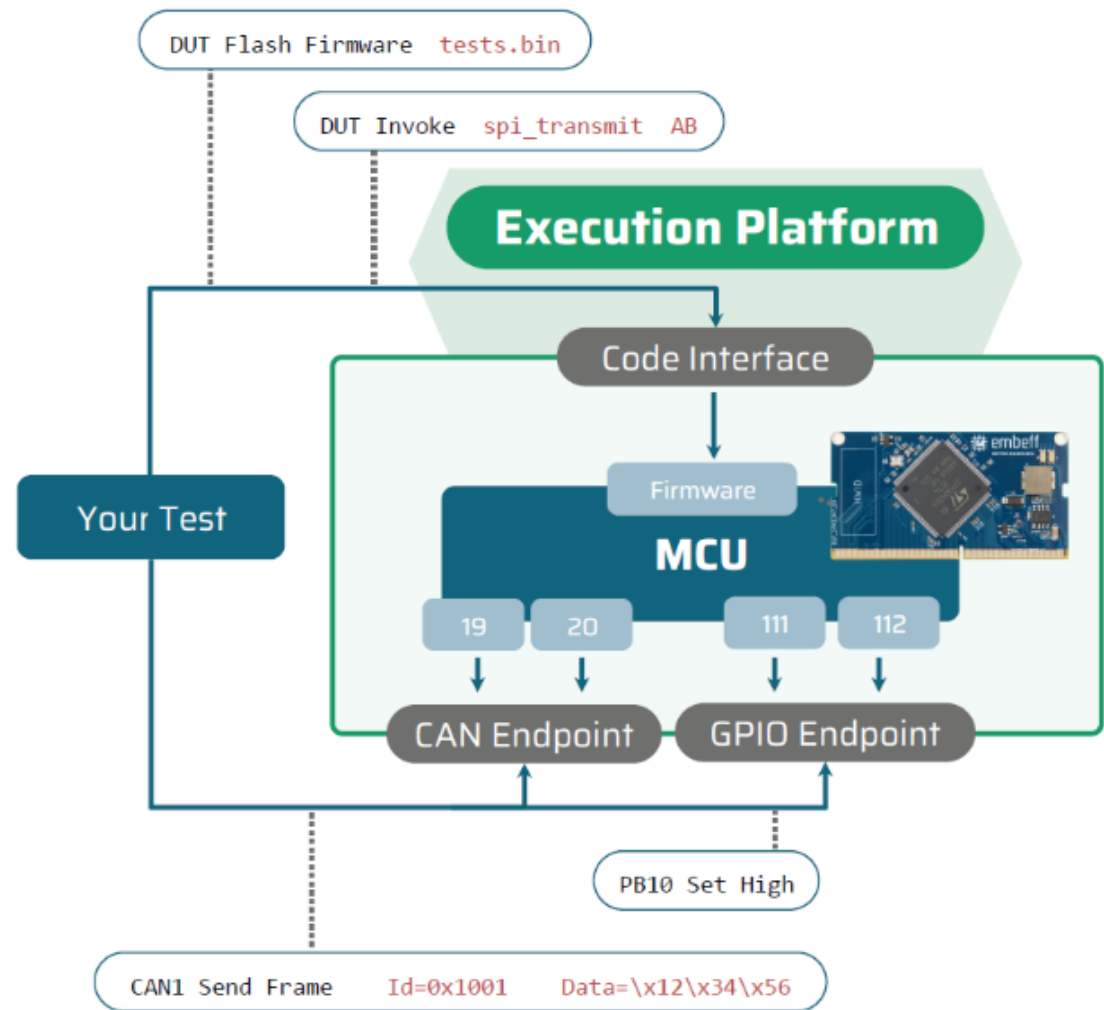 DUT Flash Firmware tests.bin
DUT Invoke spi_transmit AB
Execution Platform
Code Interface
Firmware
embeff
Your Test
MCU
HWID
19 20 111 112
CAN Endpoint GPIO Endpoint
PB10 Set High
CAN1 Send Frame Id=0x1001 Data=\x12\x34\x56